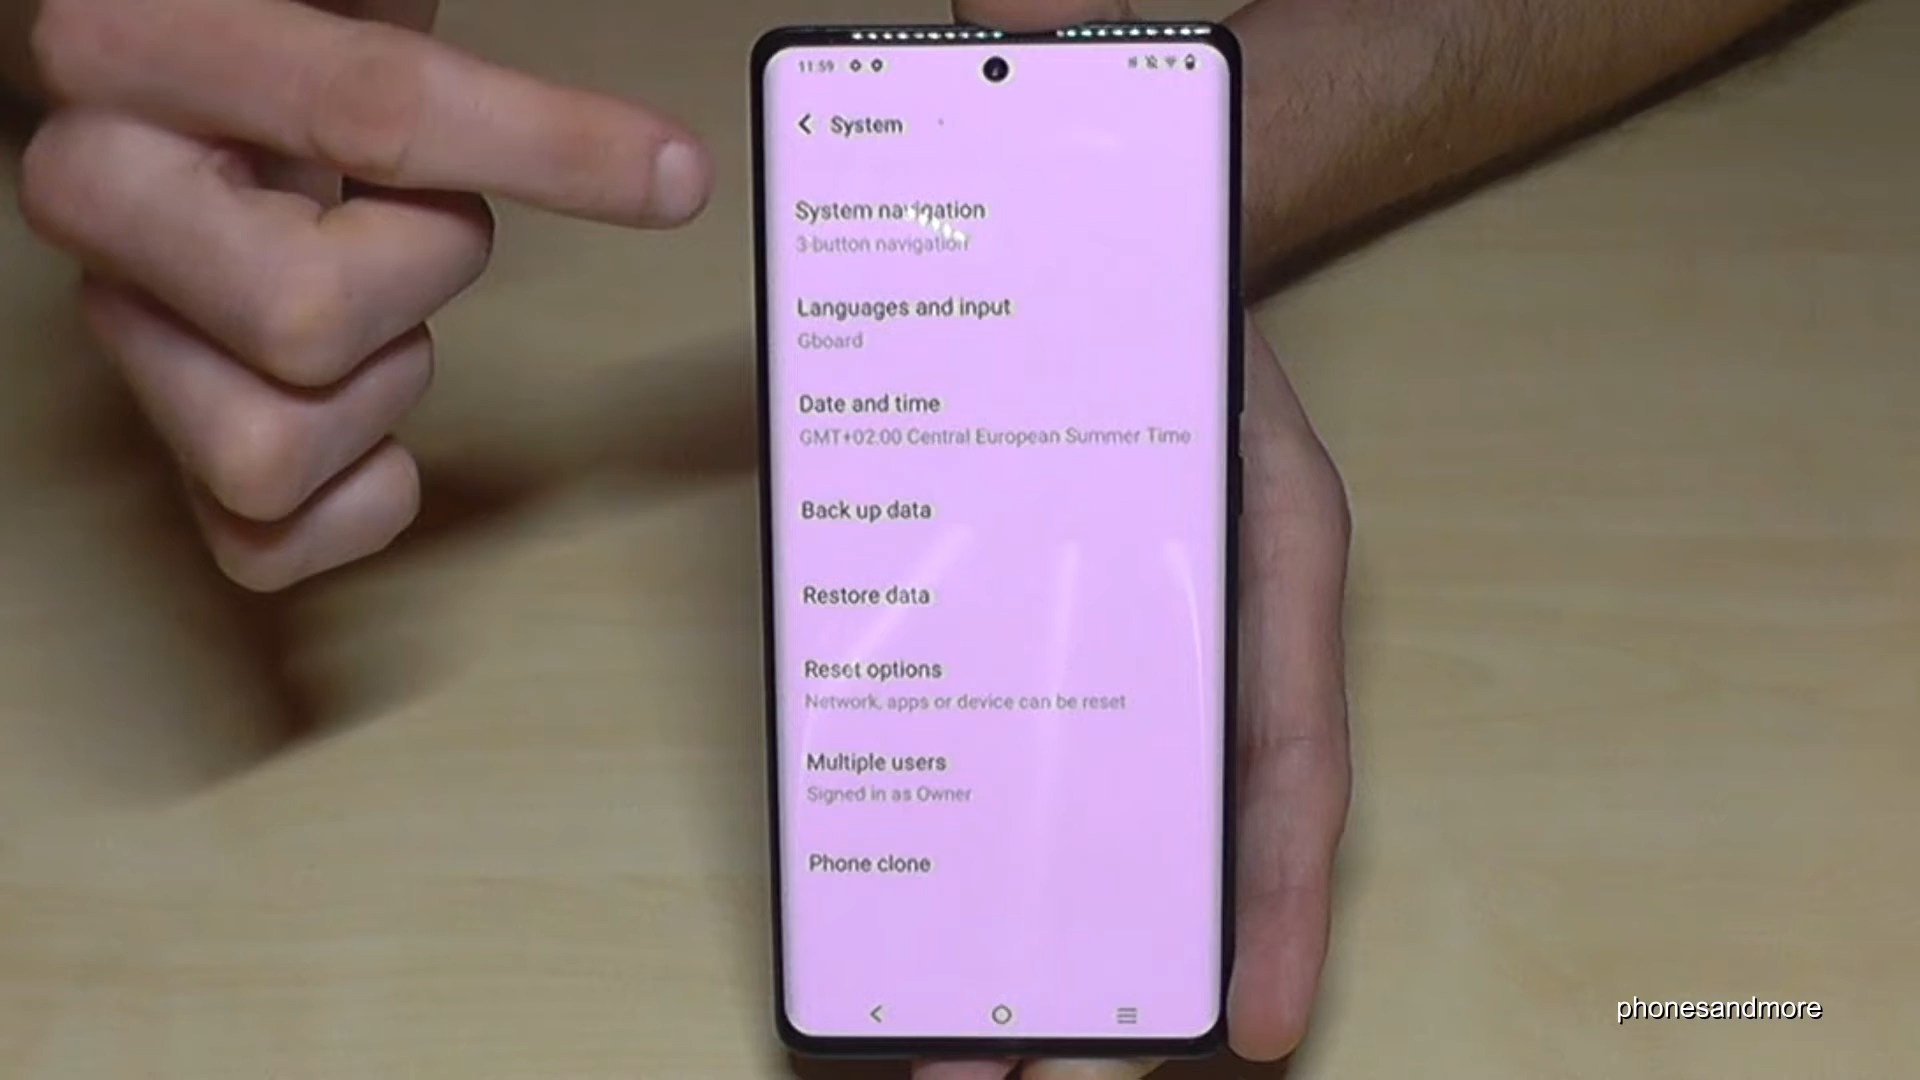 11:59
System
System navigation
3-button navigation
Languages and input
Gboard
Date and time
GMT+02:00 Central European Summer Time
Back up data
Restore data
Reset options
Network, apps or device can be reset
Multiple users
Signed in as Owner
Phone clone
phonesandmore